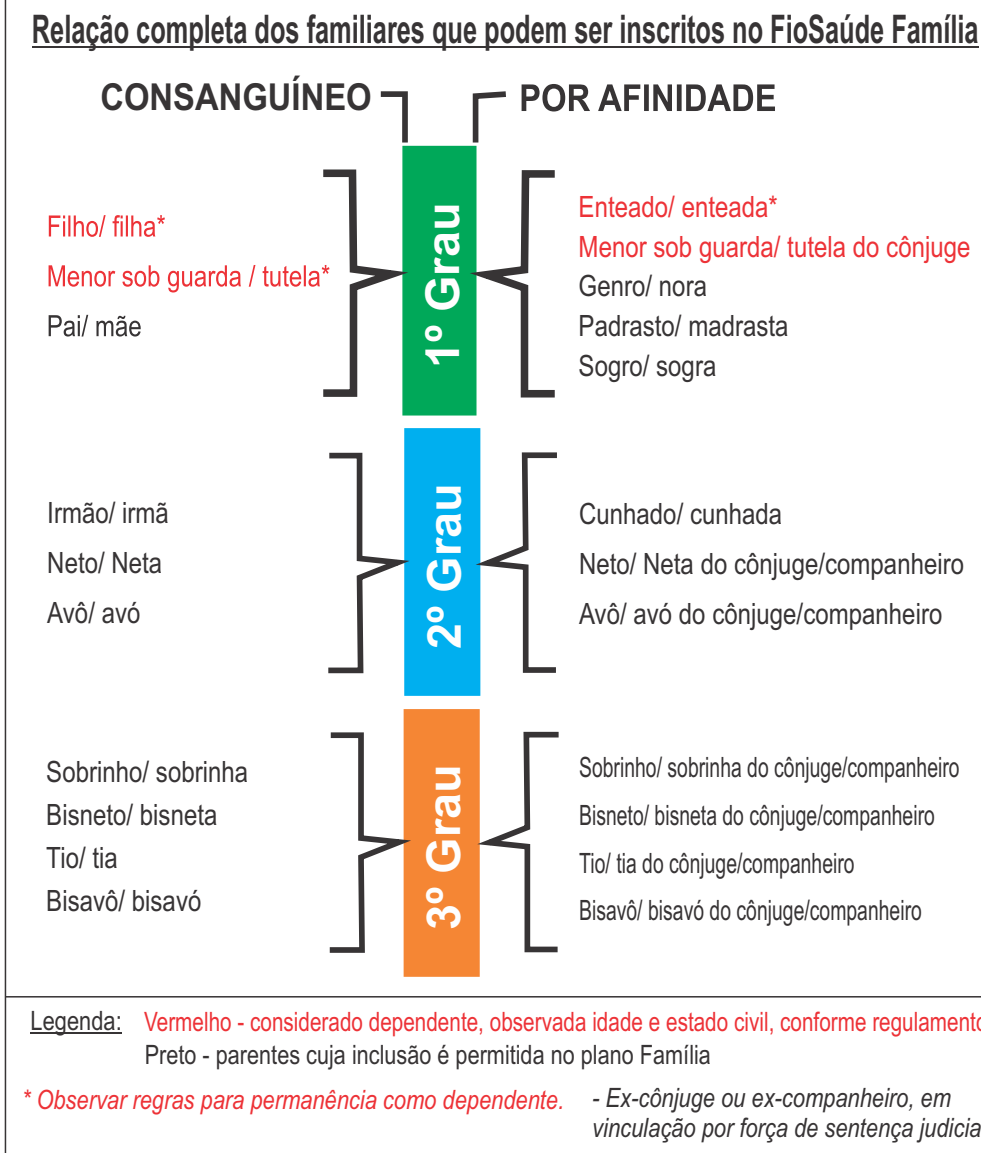 Relação completa dos familiares que podem ser inscritos no FioSaúde Família
CONSANGUÍNEO
POR AFINIDADE
1º Grau
Filho/ filha*
Menor sob guarda / tutela*
Pai/ mãe
Enteado/ enteada*
Menor sob guarda/ tutela do cônjuge
Genro/ nora
Padrasto/ madrasta
Sogro/ sogra
2º Grau
Irmão/ irmã
Neto/ Neta
Avô/ avó
Cunhado/ cunhada
Neto/ Neta do cônjuge/companheiro
Avô/ avó do cônjuge/companheiro
3º Grau
Sobrinho/ sobrinha
Bisneto/ bisneta
Tio/ tia
Bisavô/ bisavó
Sobrinho/ sobrinha do cônjuge/companheiro
Bisneto/ bisneta do cônjuge/companheiro
Tio/ tia do cônjuge/companheiro
Bisavô/ bisavó do cônjuge/companheiro
Legenda: Vermelho - considerado dependente, observada idade e estado civil, conforme regulamento
Preto - parentes cuja inclusão é permitida no plano Família
* Observar regras para permanência como dependente.
- Ex-cônjuge ou ex-companheiro, em
vinculação por força de sentença judicia